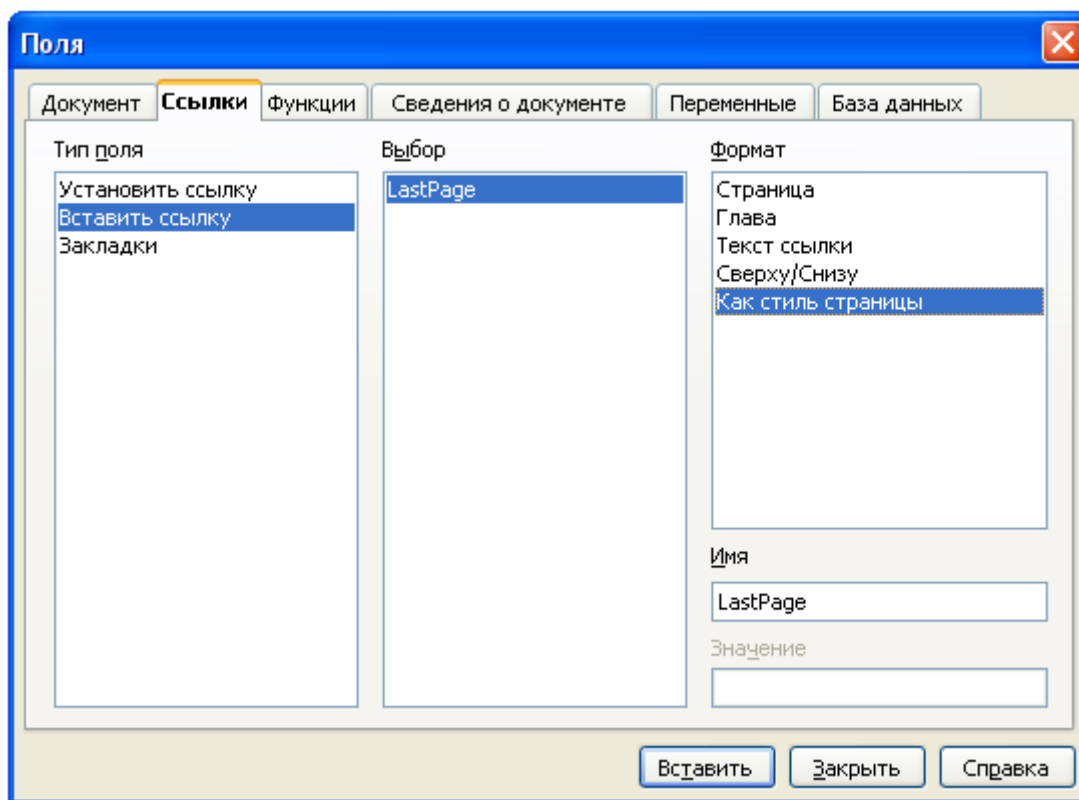 Поля
Документ Ссылки Функции Сведения о документе Переменные База данных
Тип поля Выбор Формат
Установить ссылку LastPage Страница
Вставить ссылку Глава
Закладки Текст ссылки
Сверху/Снизу
Как стиль страницы
Имя
LastPage
Значение
Вставить Закрыть Справка